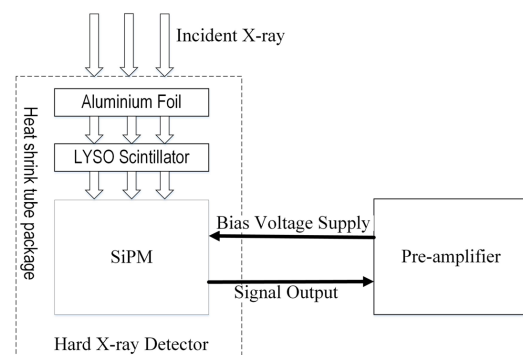 Incident X-ray
Aluminium Foil
LYSO Scintillator
Heat shrink tube package
SiPM
Bias Voltage Supply
Signal Output
Pre-amplifier
Hard X-ray Detector